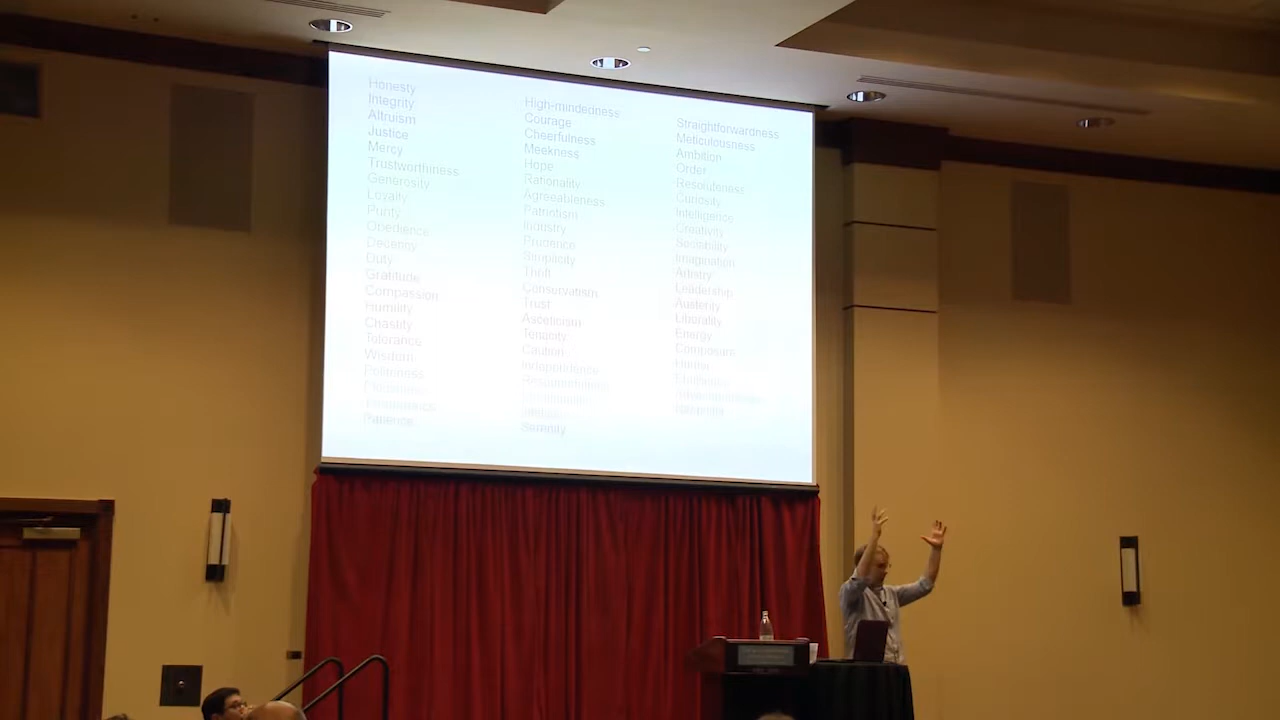 Honesty
Integrity
Altruism
Justice
Mercy
Trustworthiness
Generosity
Loyalty
Purity
Obedience
Decency
Duty
Gratitude
Compassion
Humility
Chastity
Tolerance
Wisdom
Politeness
Patience
High-mindedness
Courage
Cheerfulness
Meekness
Hope
Rationality
Agreeableness
Patriotism
Industry
Prudence
Simplicity
Thrift
Conservatism
Trust
Asceticism
Tenacity
Caution
Independence
Serenity
Straightforwardness
Meticulousness
Ambition
Order
Resoluteness
Curiosity
Intelligence
Creativity
Sociability
Imagination
Artistry
Leadership
Austerity
Liberality
Energy
Composure
Humor